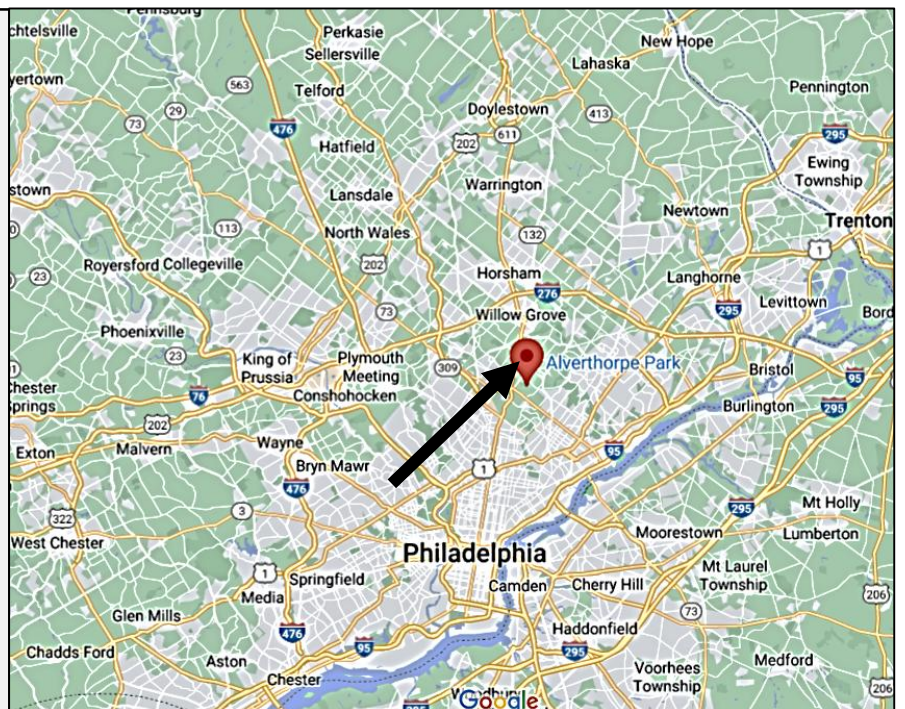 Pennsburg
chtelsville
Perkasie
Sellersville
New Hope
Lahaska
yertown
563
Telford
Pennington
29
Doylestown
413
73
476
202
611
295
Hatfield
Ewing
Township
stown
Lansdale
Warrington
Newtown
Trenton
113
North Wales
132
1
Royersford
Collegeville
202
Horsham
Langhorne
23
276
Levittown
73
295
Willow Grove
Bord
Phoenixville
23
King of
Prussia
Plymouth
Meeting
309
Alverthorpe Park
Bristol
Chester
Springs
76
Conshohocken
95
202
Burlington
295
Exton
Malvern
Wayne
95
Bryn Mawr
1
476
Mt Holly
322
3
295
West Chester
Moorestown
Lumberton
Philadelphia
1
Springfield
Camden
Cherry Hill
Mt Laurel
Township
Media
206
Glen Mills
73
476
Haddonfield
95
295
Chadds Ford
Aston
Voorhees
Township
Medford
Chester
206
Woodbury
Google
295